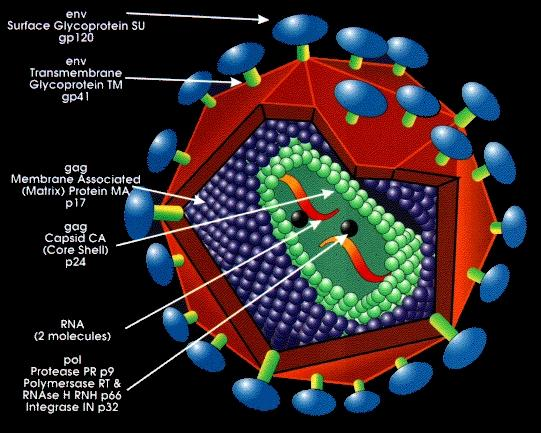 env
Surface Glycoprotein SU
gp120
env
Transmembrane
Glycoprotein TM
gp41
gag
Membrane Associated
(Matrix) Protein MA
p17
gag
Capsid CA
(Core Shell)
p24
RNA
(2 molecules)
pol
Protease PR p9
Polymersase RT &
RNAse H RNH p66
Integrase IN p32